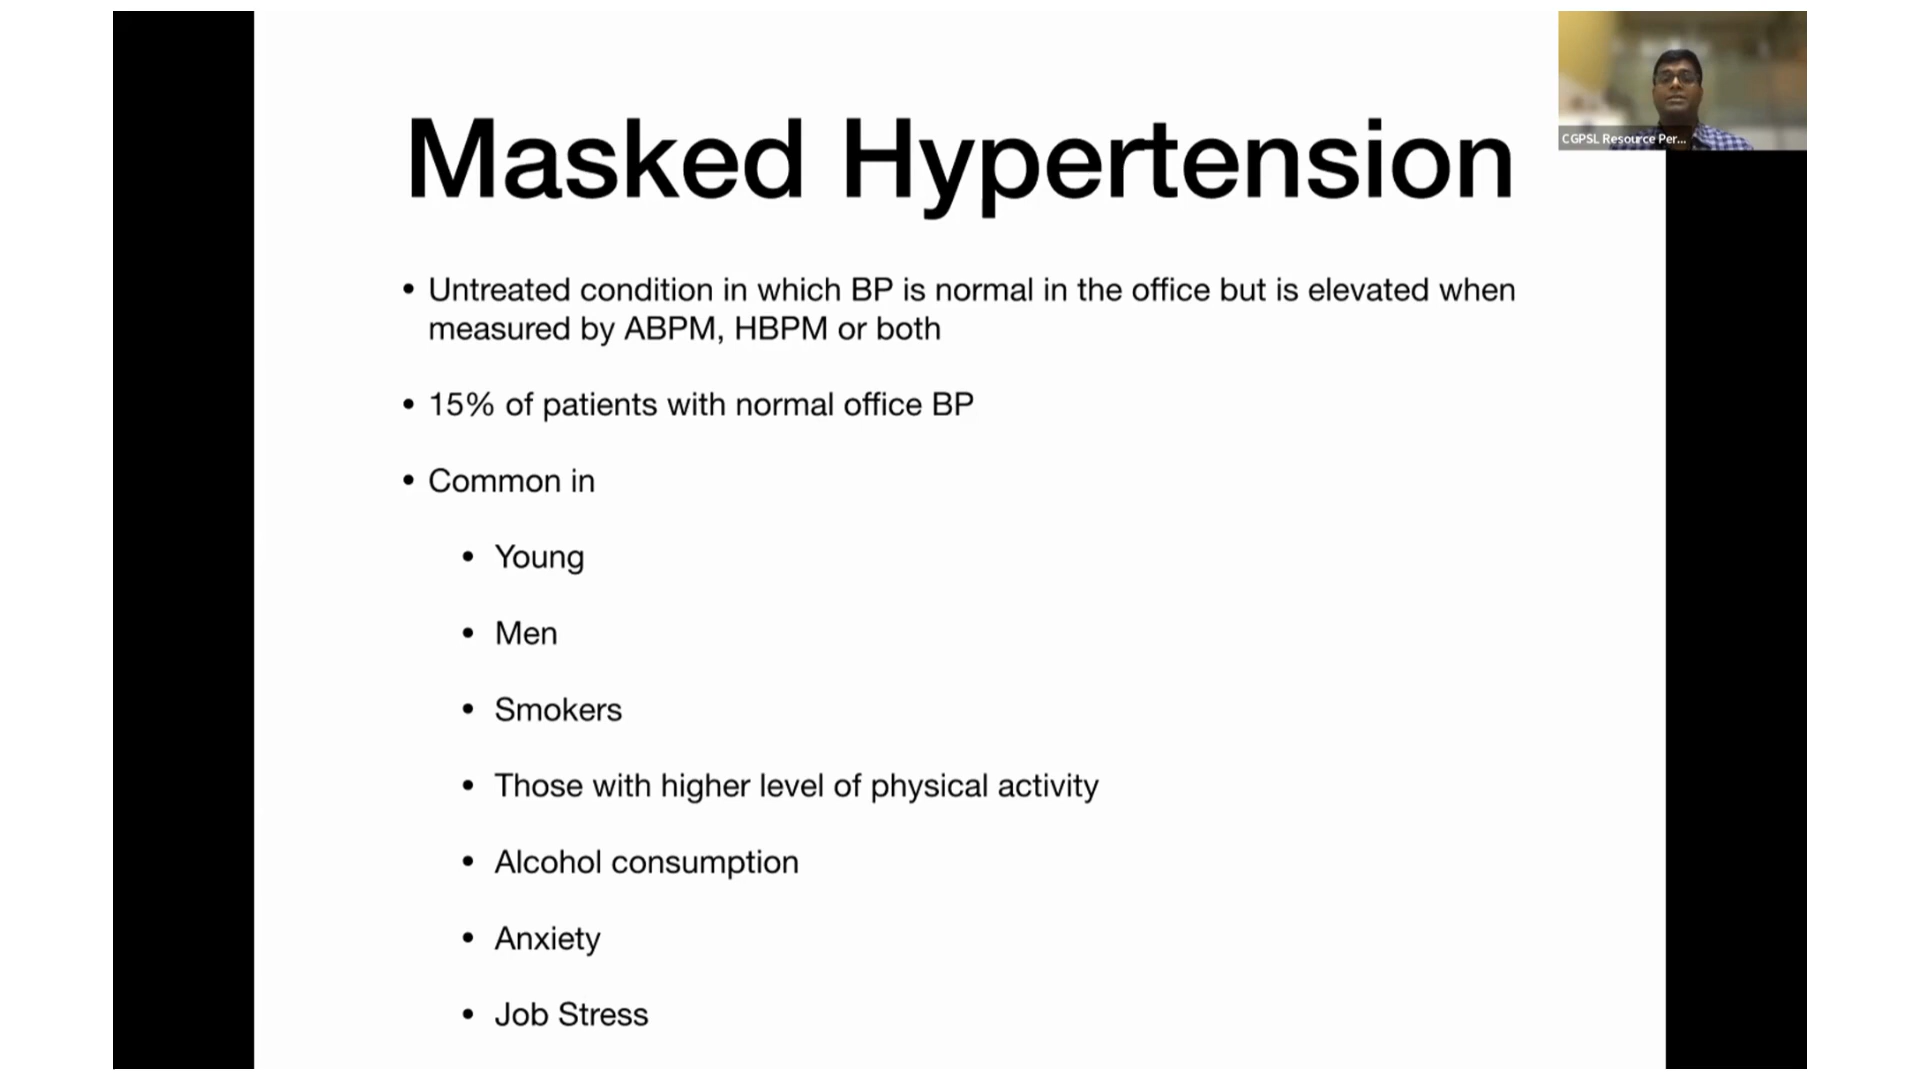 Masked Hypertension
CGPSL Resource Per...
• Untreated condition in which BP is normal in the office but is elevated when
measured by ABPM, HBPM or both
• 15% of patients with normal office BP
• Common in
• Young
• Men
• Smokers
• Those with higher level of physical activity
• Alcohol consumption
• Anxiety
• Job Stress